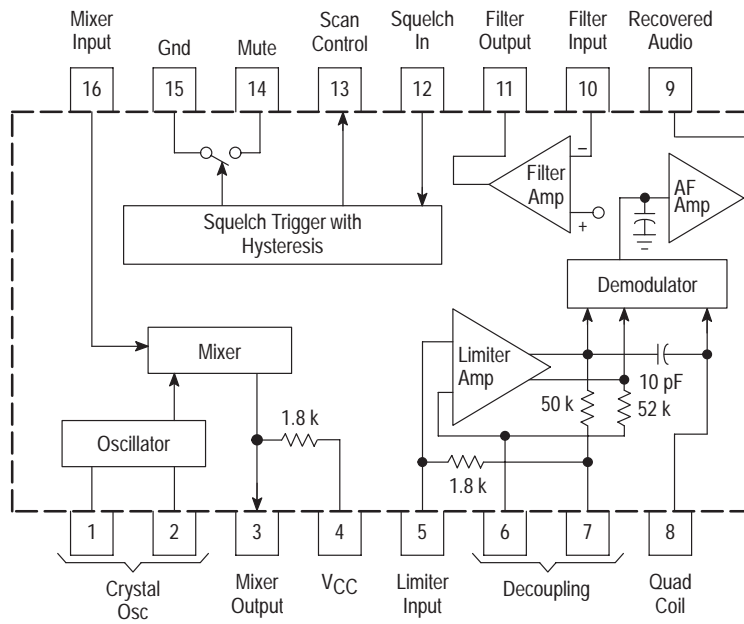 Mixer
Input
Gnd
Mute
Scan
Control
Squelch
In
Filter
Output
Filter
Input
Recovered
Audio
16
15
14
13
12
11
10
9
Squelch Trigger with
Hysteresis
Filter
Amp
–
+
AF
Amp
Demodulator
Mixer
Limiter
Amp
10 pF
1.8 k
50 k
52 k
Oscillator
1.8 k
1
2
3
4
5
6
7
8
Crystal
Osc
Mixer
Output
VCC
Limiter
Input
Decoupling
Quad
Coil